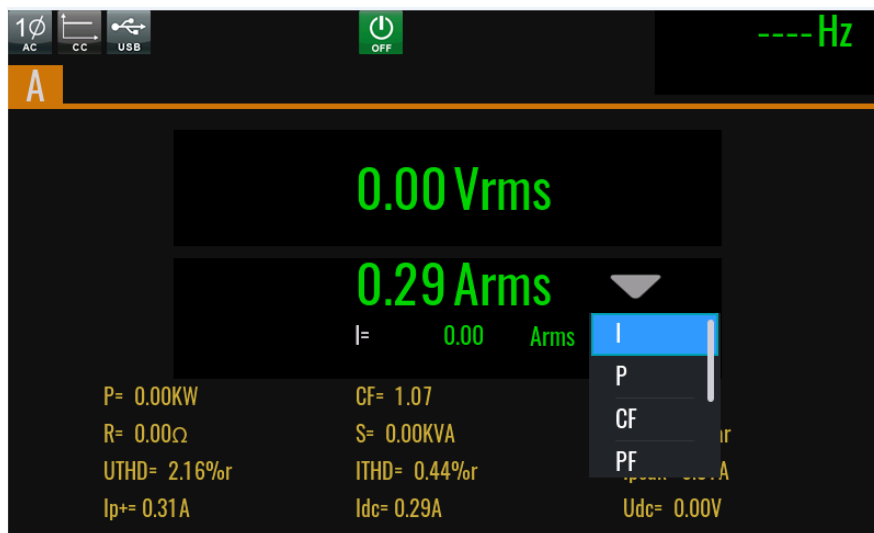 1Ø
AC
CC
USB
OFF
----Hz
A
0.00 Vrms
0.29 Arms
I= 0.00 Arms
I
P
CF
PF
P= 0.00KW
CF= 1.07
R= 0.00Ω
S= 0.00KVA
UTHD= 2.16%r
ITHD= 0.44%r
Ip+= 0.31A
Idc= 0.29A
Udc= 0.00V